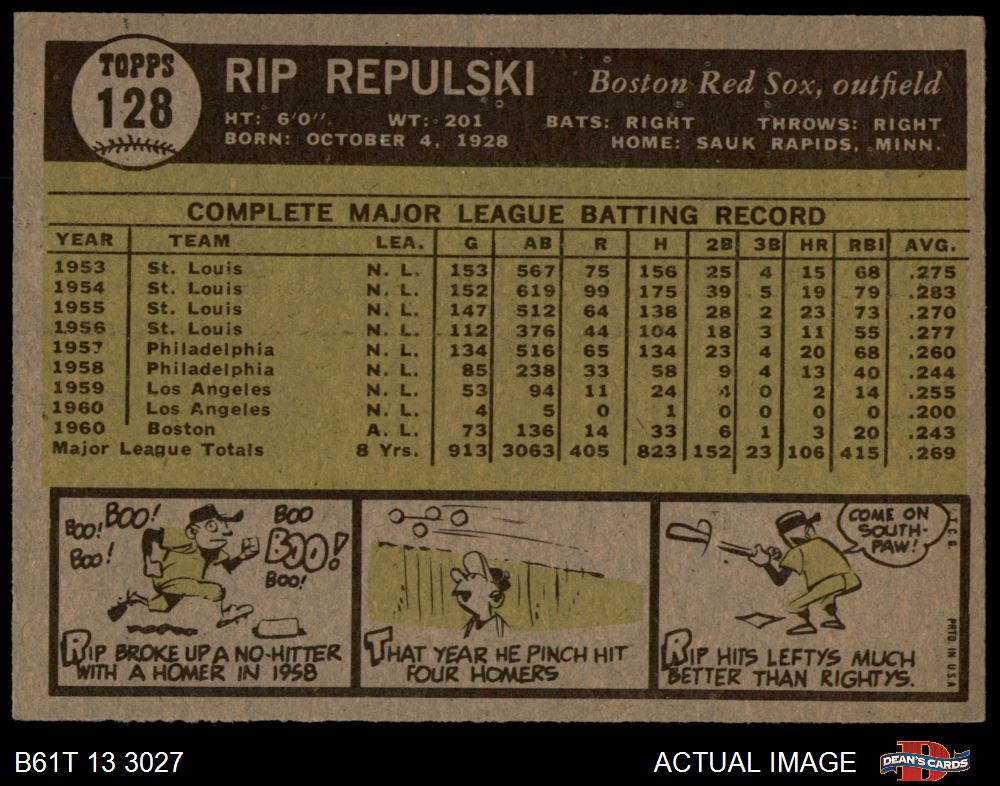 TOPPS
128
RIP REPULSKI Boston Red Sox, outfield
HT: 6'0". WT: 201 BATS: RIGHT THROWS: RIGHT
BORN: OCTOBER 4, 1928 HOME: SAUK RAPIDS, MINN.
COMPLETE MAJOR LEAGUE BATTING RECORD
YEAR TEAM LEA. G AB R H 2B 3B HR RBI AVG.
1953 St. Louis N. L. 153 567 75 156 25 4 15 68 .275
1954 St. Louis N. L. 152 619 99 175 39 5 19 79 .283
1955 St. Louis N. L. 147 512 64 138 28 2 23 73 .270
1956 St. Louis N. L. 112 376 44 104 18 3 11 55 .277
1957 Philadelphia N. L. 134 516 65 134 23 4 20 68 .260
1958 Philadelphia N. L. 85 238 33 58 9 4 13 40 .244
1959 Los Angeles N. L. 53 94 11 24 4 0 2 14 .255
1960 Los Angeles N. L. 4 5 0 1 0 0 0 0 .200
1960 Boston A. L. 73 136 14 33 6 1 3 20 .243
Major League Totals 8 Yrs. 913 3063 405 823 152 23 106 415 .269
BOO! BOO! BOO!
BOO BOO! BOO!
RIP BROKE UP A NO-HITTER
WITH A HOMER IN 1958
THAT YEAR HE PINCH HIT
FOUR HOMERS
COME ON
SOUTH-
PAW!
RIP HITS LEFTYS MUCH
BETTER THAN RIGHTYS.
T.C.G.
PRTD. IN U.S.A.
B61T 13 3027 ACTUAL IMAGE
D
DEAN'S CARDS